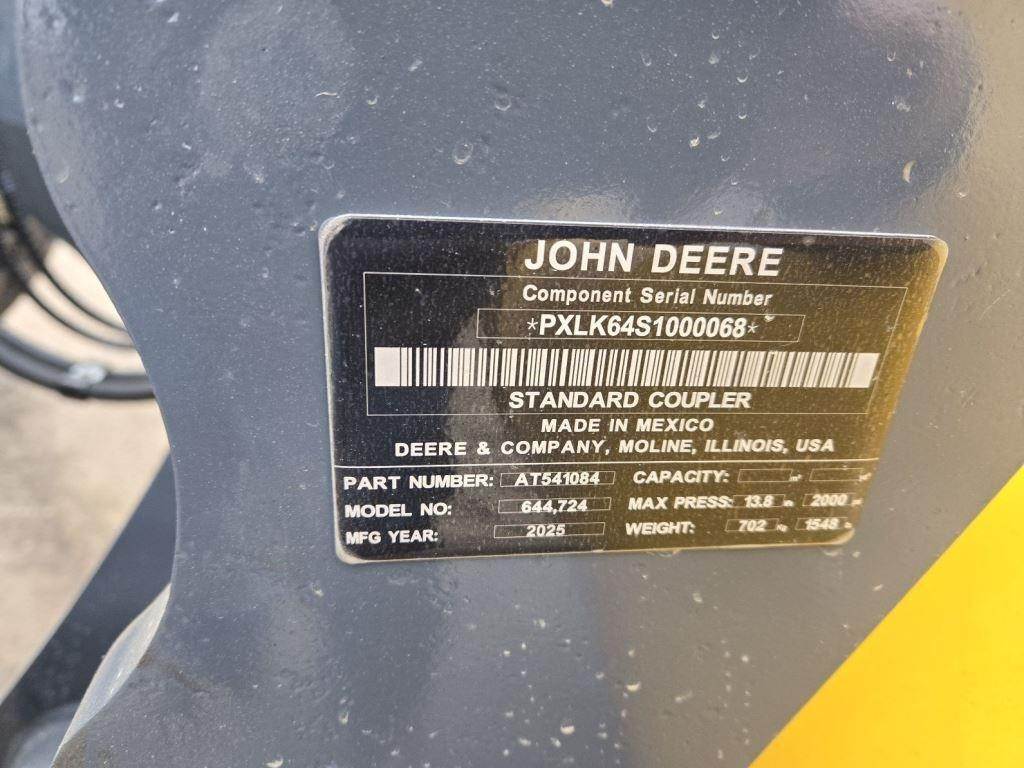 JOHN DEERE
Component Serial Number
*PXLK64S1000068*
STANDARD COUPLER
MADE IN MEXICO
DEERE & COMPANY, MOLINE, ILLINOIS, USA
PART NUMBER: AT541084 CAPACITY:
MODEL NO: 644,724 MAX PRESS: 13.8 2000
MFG YEAR: 2025 WEIGHT: 702 1548